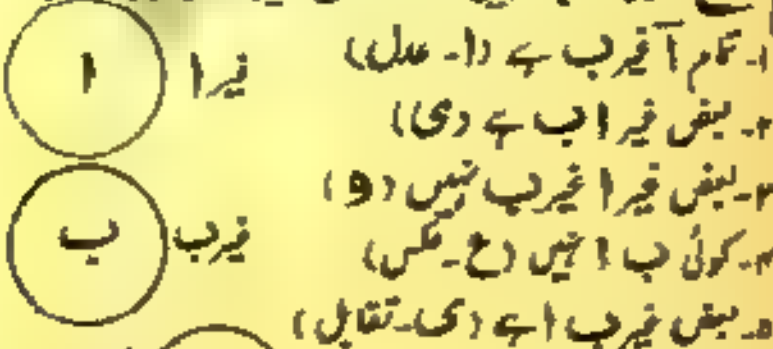 ۱۔ تمام آ غیر ب ہے (ا۔ عدل)
۲۔ بعض غیر ا ب ہے (ی)
۳۔ بعض غیر ا غیر ب نہیں (و)
۴۔ کوئی ب ا نہیں (ع۔ عکس)
۵۔ بعض غیر ب ا ہے (ی۔ تقابل)
ا غیر ا
ب غیر ب